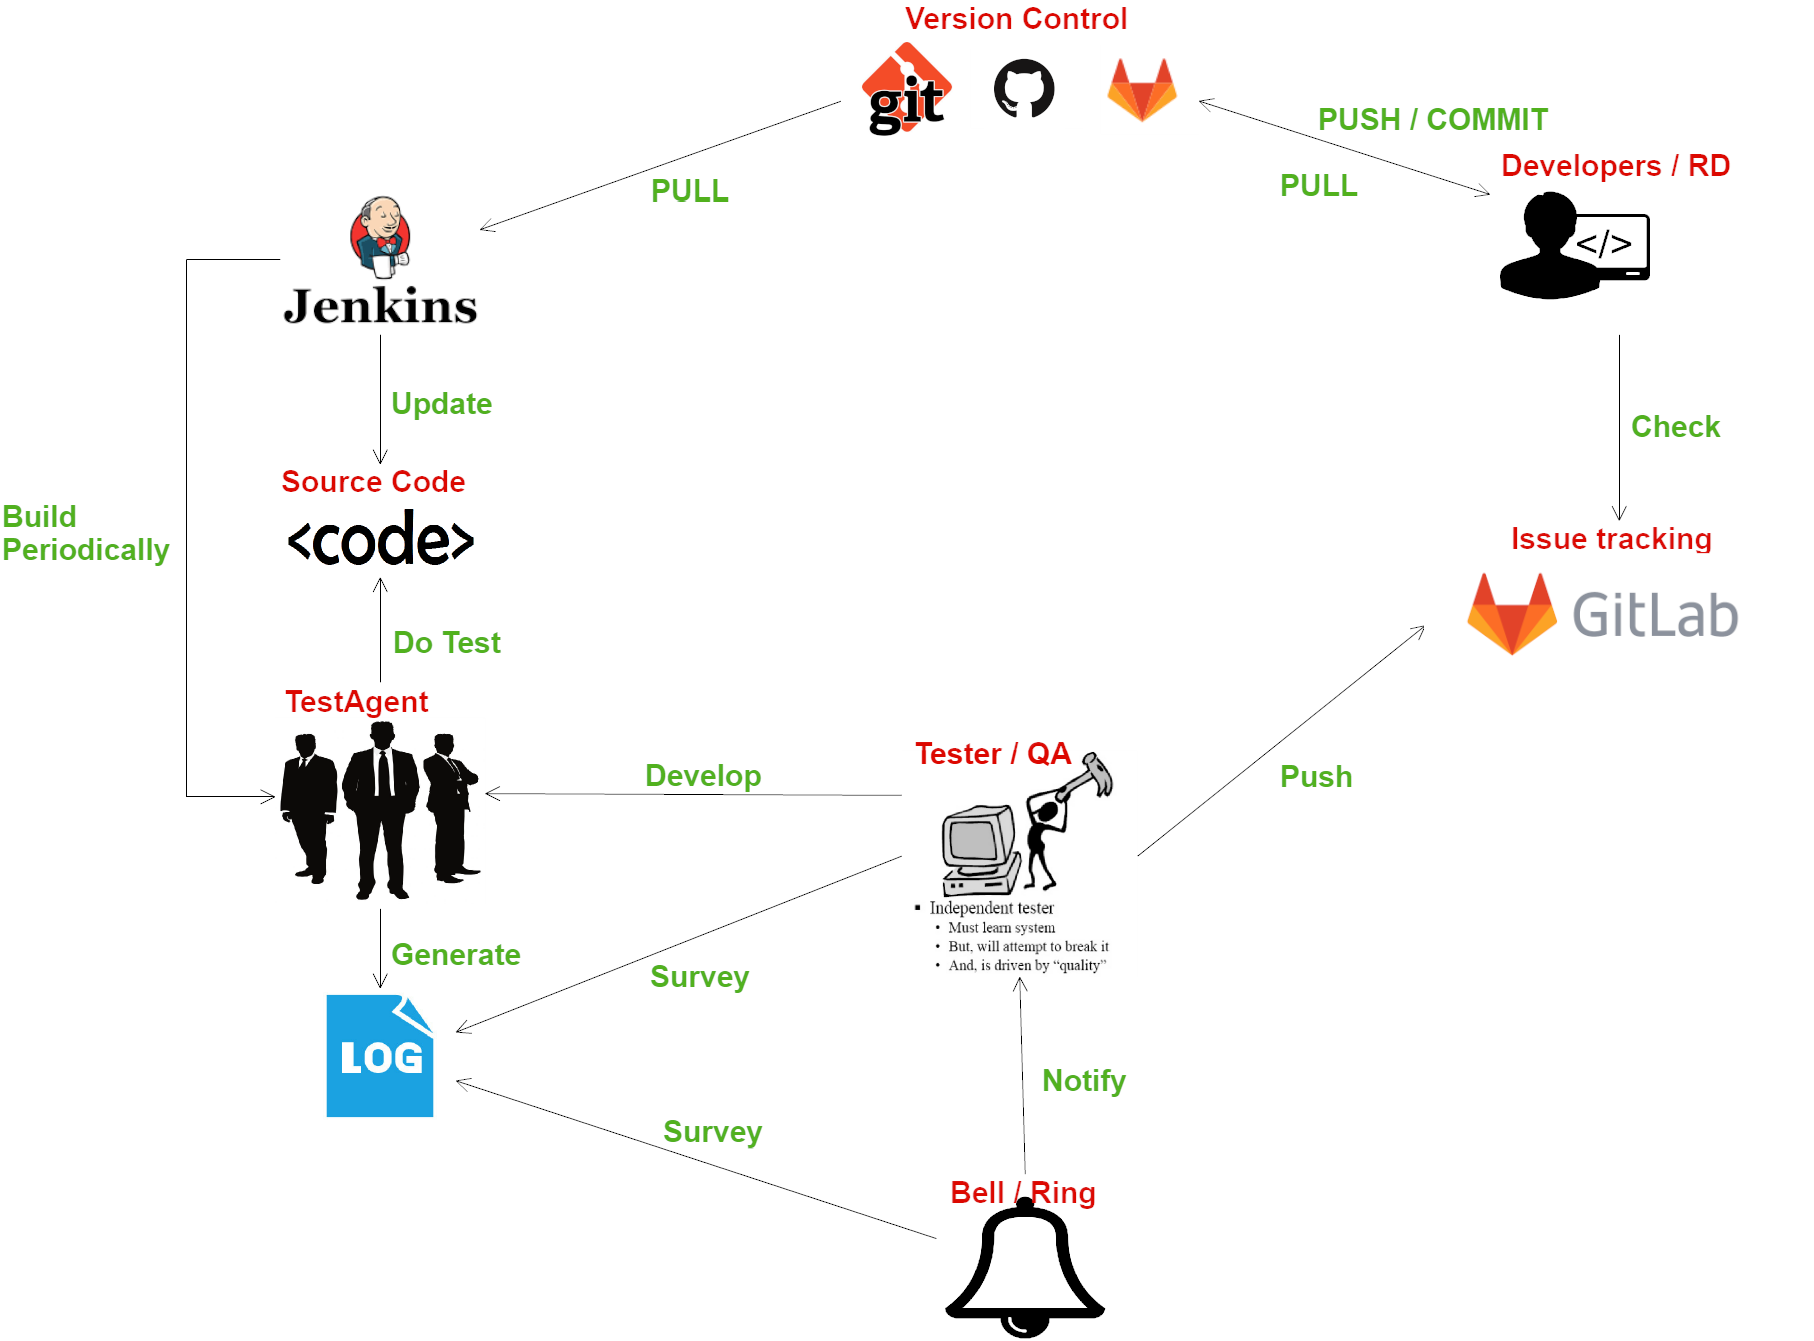 Version Control
git
PUSH / COMMIT
Developers / RD
PULL
PULL
</>
Jenkins
Update
Check
Source Code
<code>
Build
Periodically
Issue tracking
GitLab
Do Test
TestAgent
Tester / QA
Develop
Push
▪ Independent tester
• Must learn system
• But, will attempt to break it
• And, is driven by “quality”
Generate
Survey
LOG
Notify
Survey
Bell / Ring